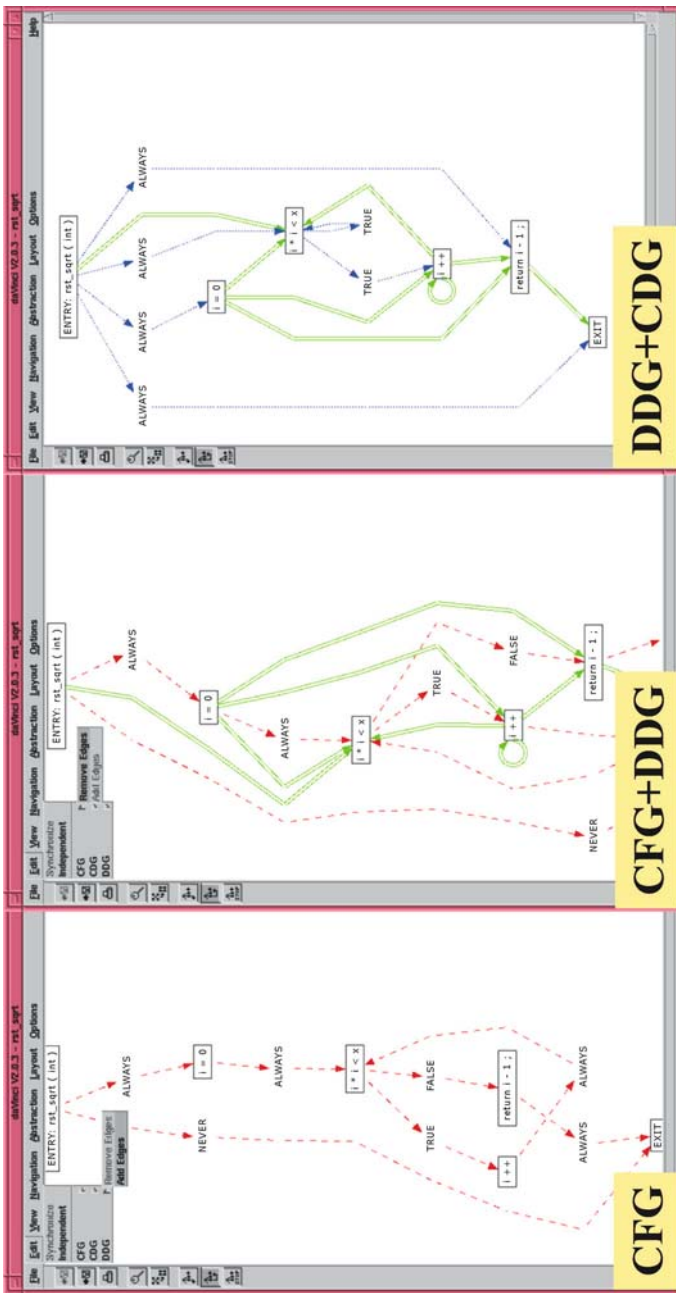 daVinci V2.0.3 - rst_sqrt
File Edit View Navigation Abstraction Layout Options
Synchronize
Independent
CFG
CDG
DDG
Remove Edges
Add Edges
ENTRY: rst_sqrt ( int )
ALWAYS
NEVER
i = 0
ALWAYS
i * i < x
TRUE
FALSE
i ++
return i - 1 ;
ALWAYS
ALWAYS
EXIT
CFG
daVinci V2.0.3 - rst_sqrt
File Edit View Navigation Abstraction Layout Options
Synchronize
Independent
CFG
CDG
DDG
Remove Edges
Add Edges
ENTRY: rst_sqrt ( int )
ALWAYS
i = 0
ALWAYS
i * i < x
TRUE
FALSE
i ++
return i - 1 ;
NEVER
CFG+DDG
daVinci V2.0.3 - rst_sqrt
File Edit View Navigation Abstraction Layout Options Help
ENTRY: rst_sqrt ( int )
ALWAYS
ALWAYS
ALWAYS
ALWAYS
i = 0
i * i < x
TRUE
TRUE
i ++
return i - 1 ;
EXIT
DDG+CDG